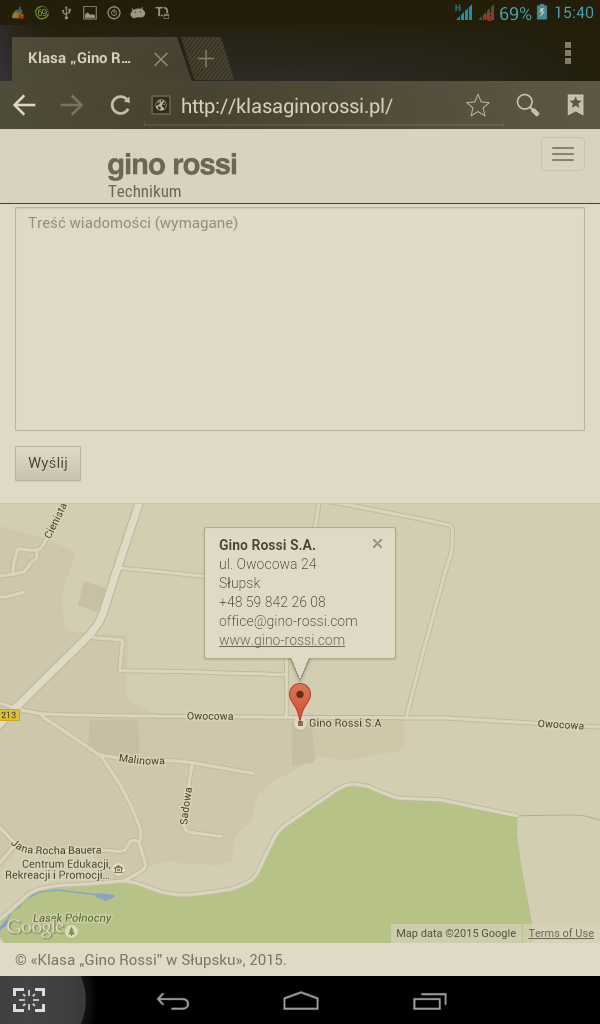 69
H
69%
15:40
Klasa „Gino R...
http://klasaginorossi.pl/
gino rossi
Technikum
Treść wiadomości (wymagane)
Wyślij
Cienista
Gino Rossi S.A.
ul. Owocowa 24
Słupsk
+48 59 842 26 08
office@gino-rossi.com
www.gino-rossi.com
213
Owocowa
Gino Rossi S.A
Owocowa
Malinowa
Sadowa
Jana Rocha Bauera
Centrum Edukacji,
Rekreacji i Promocji...
Lasek Północny
Google
Map data ©2015 Google
Terms of Use
© «Klasa „Gino Rossi” w Słupsku», 2015.